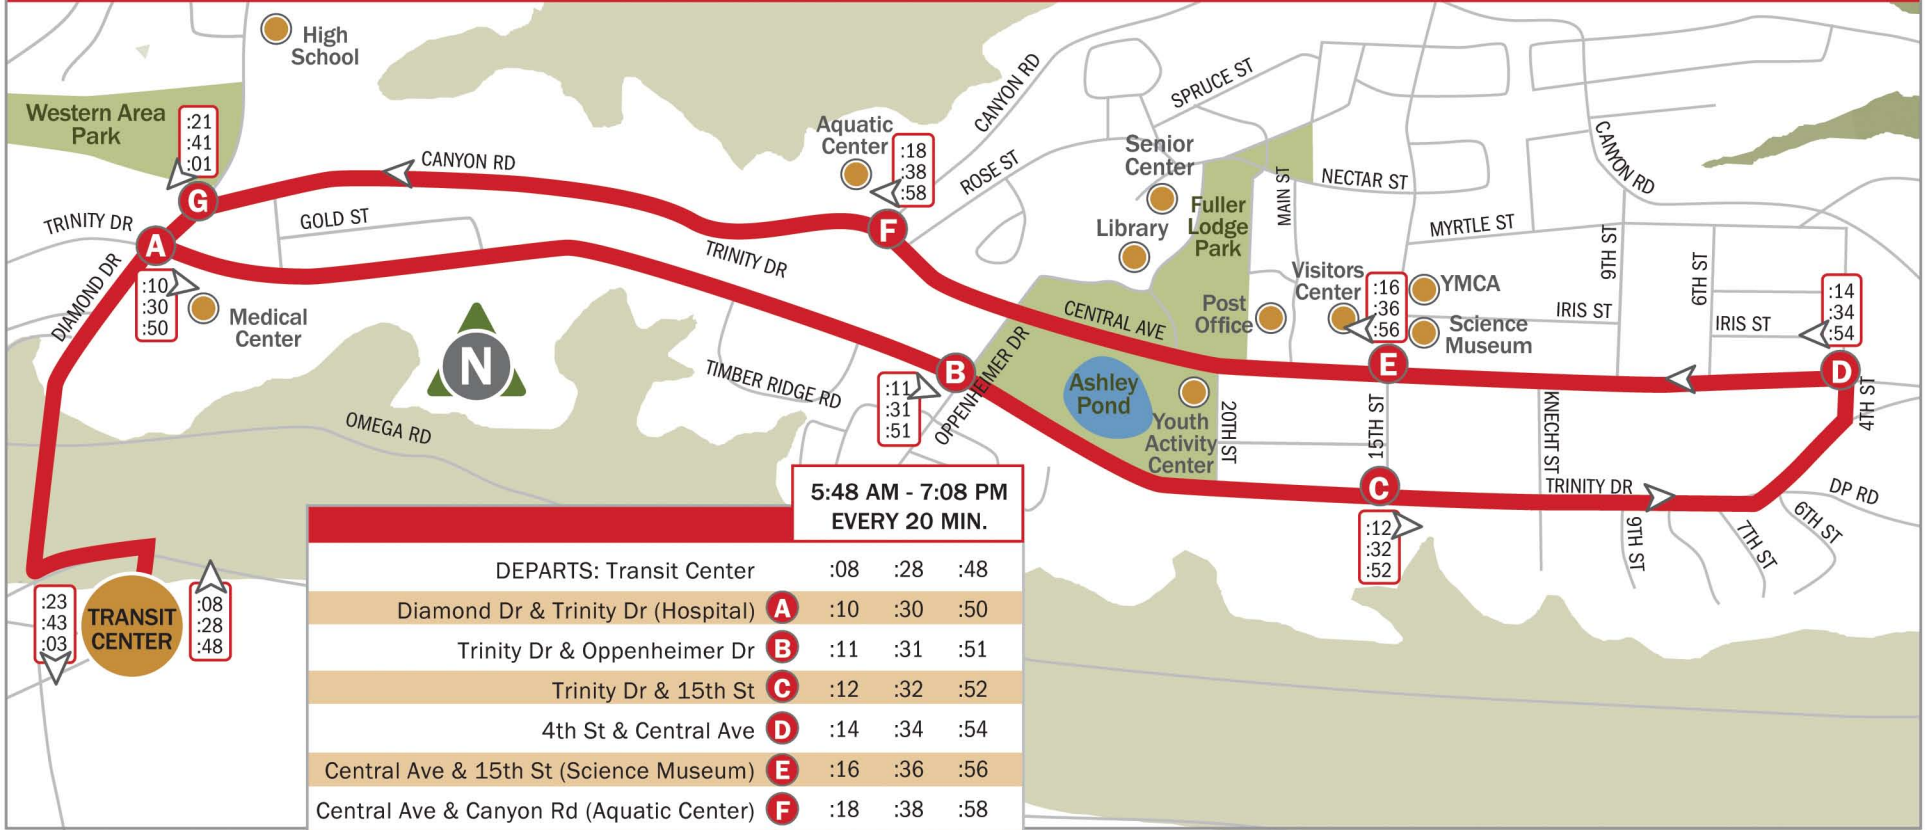 High
School
Western Area
Park
:21
:41
:01
G
CANYON RD
Aquatic
Center
:18
:38
:58
F
CANYON RD
ROSE ST
SPRUCE ST
Senior
Center
Library
Fuller
Lodge
Park
MAIN ST
NECTAR ST
CANYON RD
MYRTLE ST
9TH ST
6TH ST
IRIS ST
IRIS ST
TRINITY DR
A
GOLD ST
TRINITY DR
DIAMOND DR
:10
:30
:50
Medical
Center
N
TIMBER RIDGE RD
OMEGA RD
:11
:31
:51
B
OPPENHEIMER DR
CENTRAL AVE
Ashley
Pond
Youth
Activity
Center
Post
Office
Visitors
Center
:16
:36
:56
YMCA
Science
Museum
E
:14
:34
:54
D
4TH ST
20TH ST
15TH ST
KNECHT ST
C
TRINITY DR
:12
:32
:52
9TH ST
7TH ST
6TH ST
DP RD
:23
:43
:03
TRANSIT
CENTER
:08
:28
:48
5:48 AM - 7:08 PM
EVERY 20 MIN.
DEPARTS: Transit Center :08 :28 :48
Diamond Dr & Trinity Dr (Hospital) A :10 :30 :50
Trinity Dr & Oppenheimer Dr B :11 :31 :51
Trinity Dr & 15th St C :12 :32 :52
4th St & Central Ave D :14 :34 :54
Central Ave & 15th St (Science Museum) E :16 :36 :56
Central Ave & Canyon Rd (Aquatic Center) F :18 :38 :58